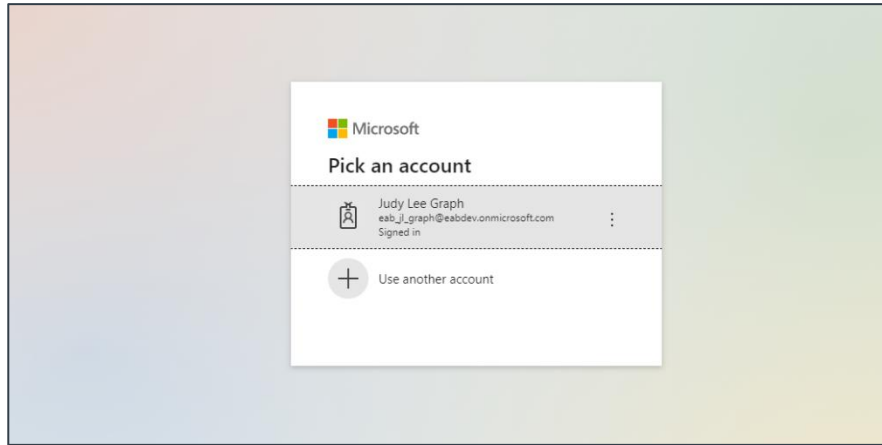 Microsoft
Pick an account
Judy Lee Graph
eab_jl_graph@eabdev.onmicrosoft.com
Signed in
Use another account